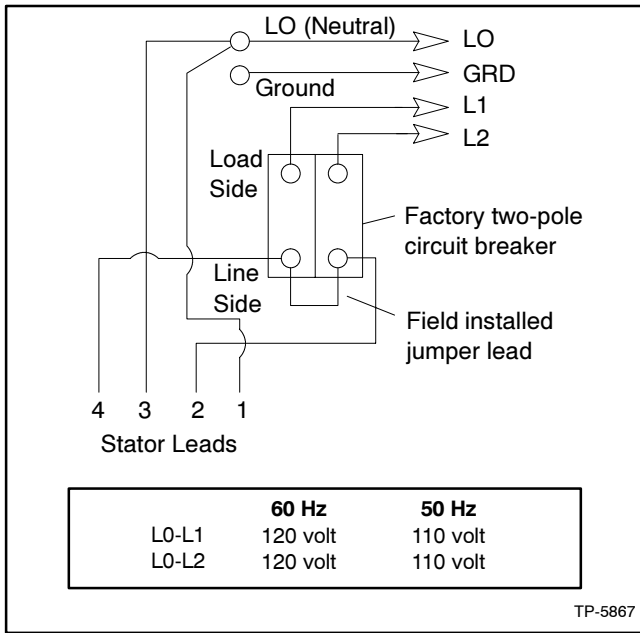 LO (Neutral)
LO
GRD
Ground
L1
L2
Load
Side
Factory two-pole
circuit breaker
Line
Side
Field installed
jumper lead
4 3 2 1
Stator Leads
60 Hz 50 Hz
L0-L1 120 volt 110 volt
L0-L2 120 volt 110 volt
TP-5867